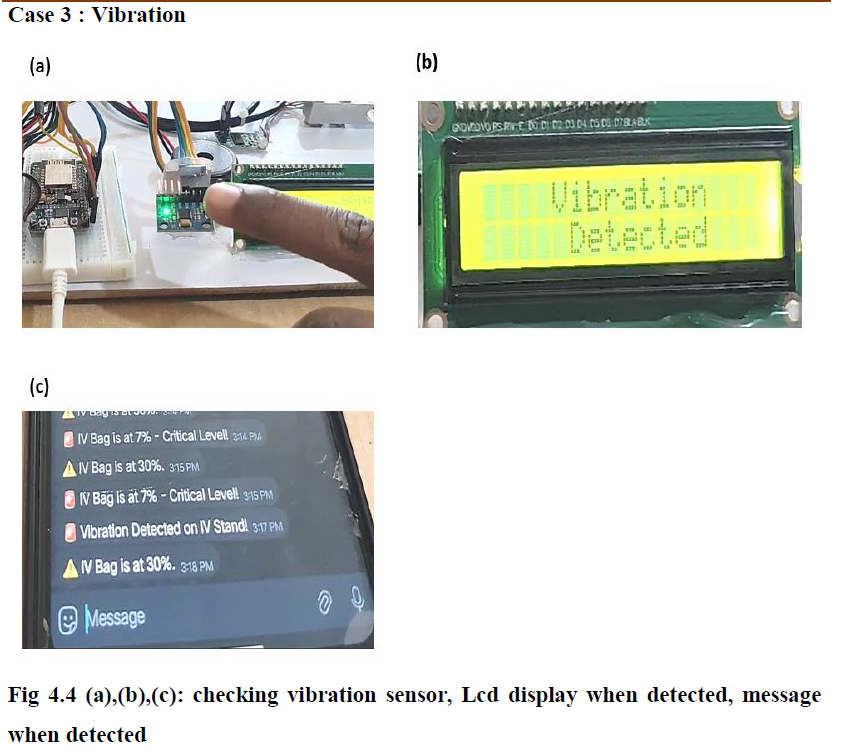 Case 3 : Vibration
(a)
(b)
GND VDD V0 RS RW E D0 D1 D2 D3 D4 D5 D6 D7 BLA BLK
Vibration
Detected
(c)
IV Bag is at 30%. 3:14 PM
IV Bag is at 7% - Critical Level! 3:14 PM
IV Bag is at 30%. 3:15 PM
IV Bag is at 7% - Critical Level! 3:15 PM
Vibration Detected on IV Stand! 3:17 PM
IV Bag is at 30%. 3:18 PM
Message
Fig 4.4 (a),(b),(c): checking vibration sensor, Lcd display when detected, message
when detected